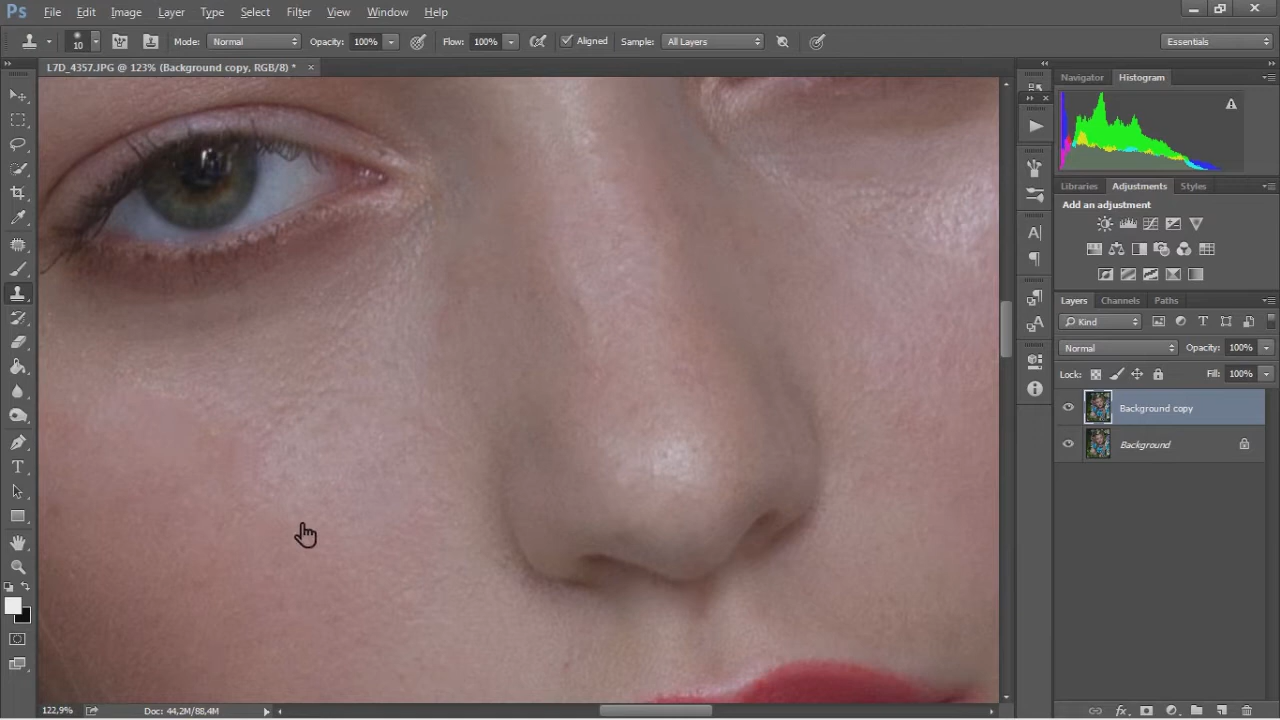 Ps File Edit Image Layer Type Select Filter View Window Help
10 Mode: Normal Opacity: 100% Flow: 100% Aligned Sample: All Layers Essentials
L7D_4357.JPG @ 123% (Background copy, RGB/8) *
Navigator Histogram
Libraries Adjustments Styles
Add an adjustment
Layers Channels Paths
Kind
Normal Opacity: 100%
Lock: Fill: 100%
Background copy
Background
122,9% Doc: 44,2M/88,4M